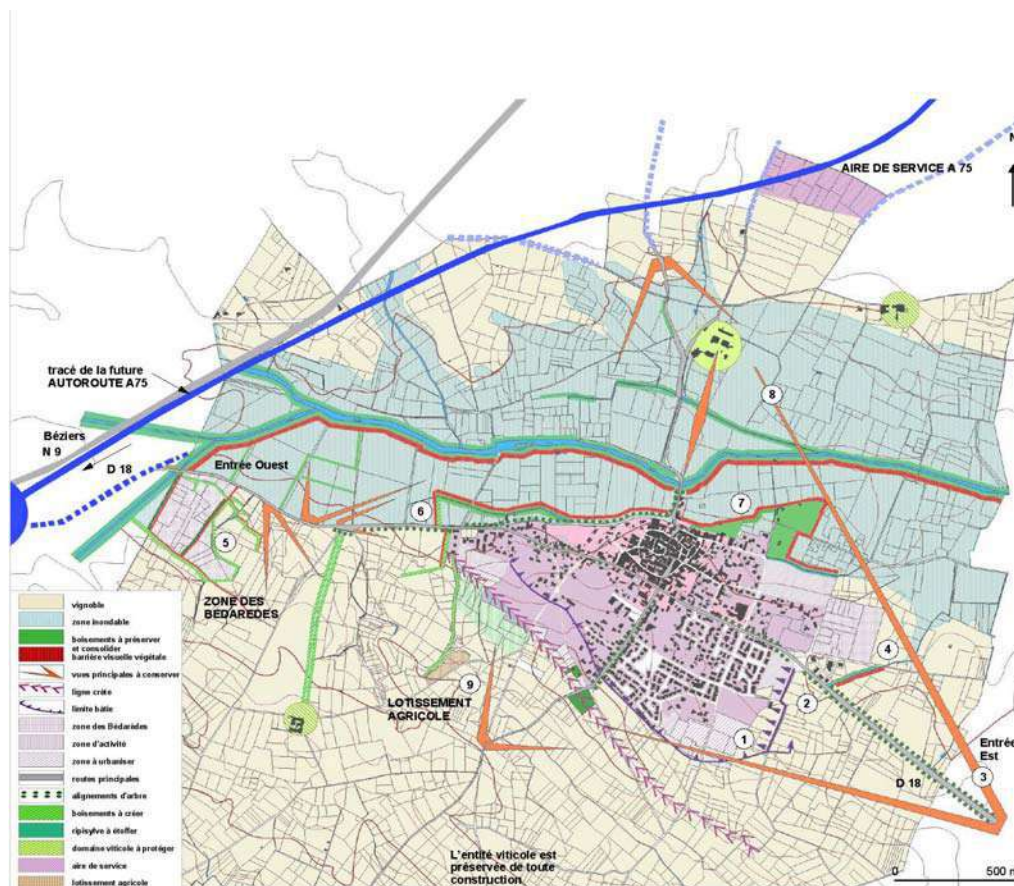 N
AIRE DE SERVICE A 75
tracé de la future
AUTOROUTE A75
8
Béziers
N 9
D 18
Entrée Ouest
6
7
5
ZONE DES
BÉDARÈDES
4
9
LOTISSEMENT
AGRICOLE
2
1
Entrée
Est
3
D 18
L'entité viticole est
préservée de toute
construction.
0 500 m
vignoble
zone inondable
boisements à préserver
et consolider
barrière visuelle végétale
vues principales à conserver
ligne crête
limite bâtie
zone des Bédarèdes
zone d'activité
zone à urbaniser
routes principales
alignements d'arbre
boisements à créer
ripisylve à étoffer
domaine viticole à protéger
aire de service
lotissement agricole